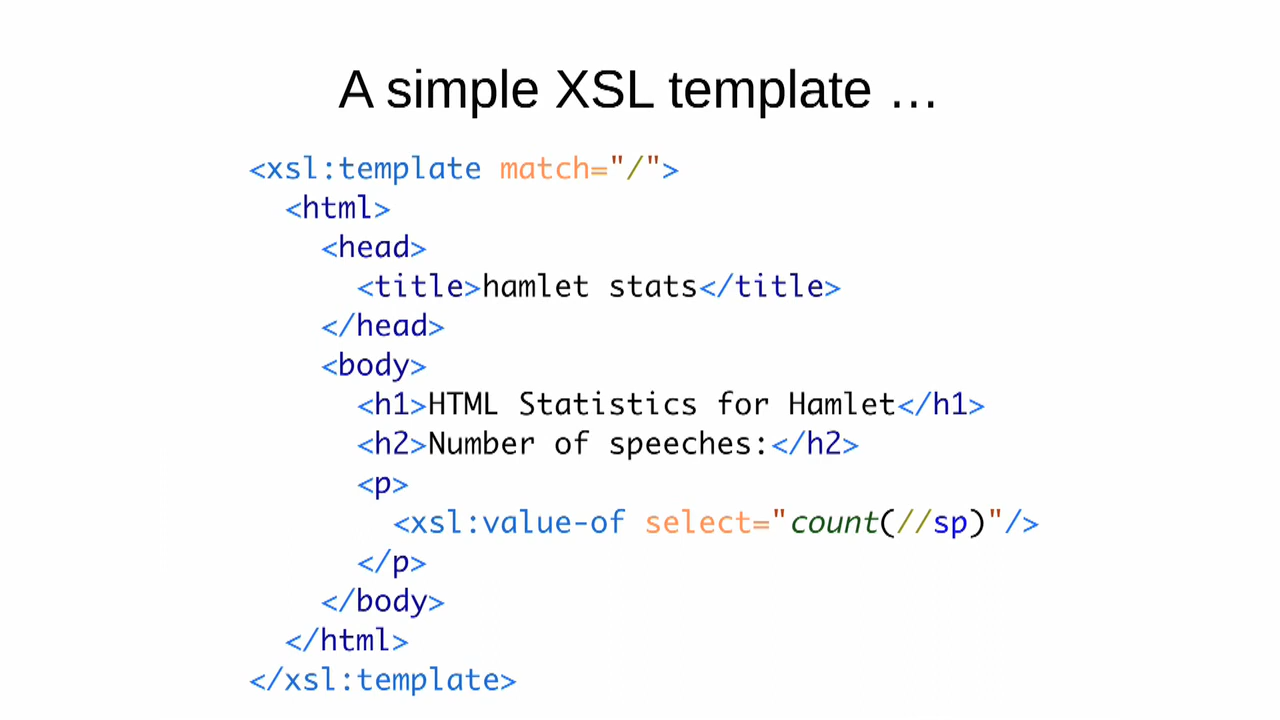 A simple XSL template …
<xsl:template match="/">
  <html>
    <head>
      <title>hamlet stats</title>
    </head>
    <body>
      <h1>HTML Statistics for Hamlet</h1>
      <h2>Number of speeches:</h2>
      <p>
        <xsl:value-of select="count(//sp)"/>
      </p>
    </body>
  </html>
</xsl:template>